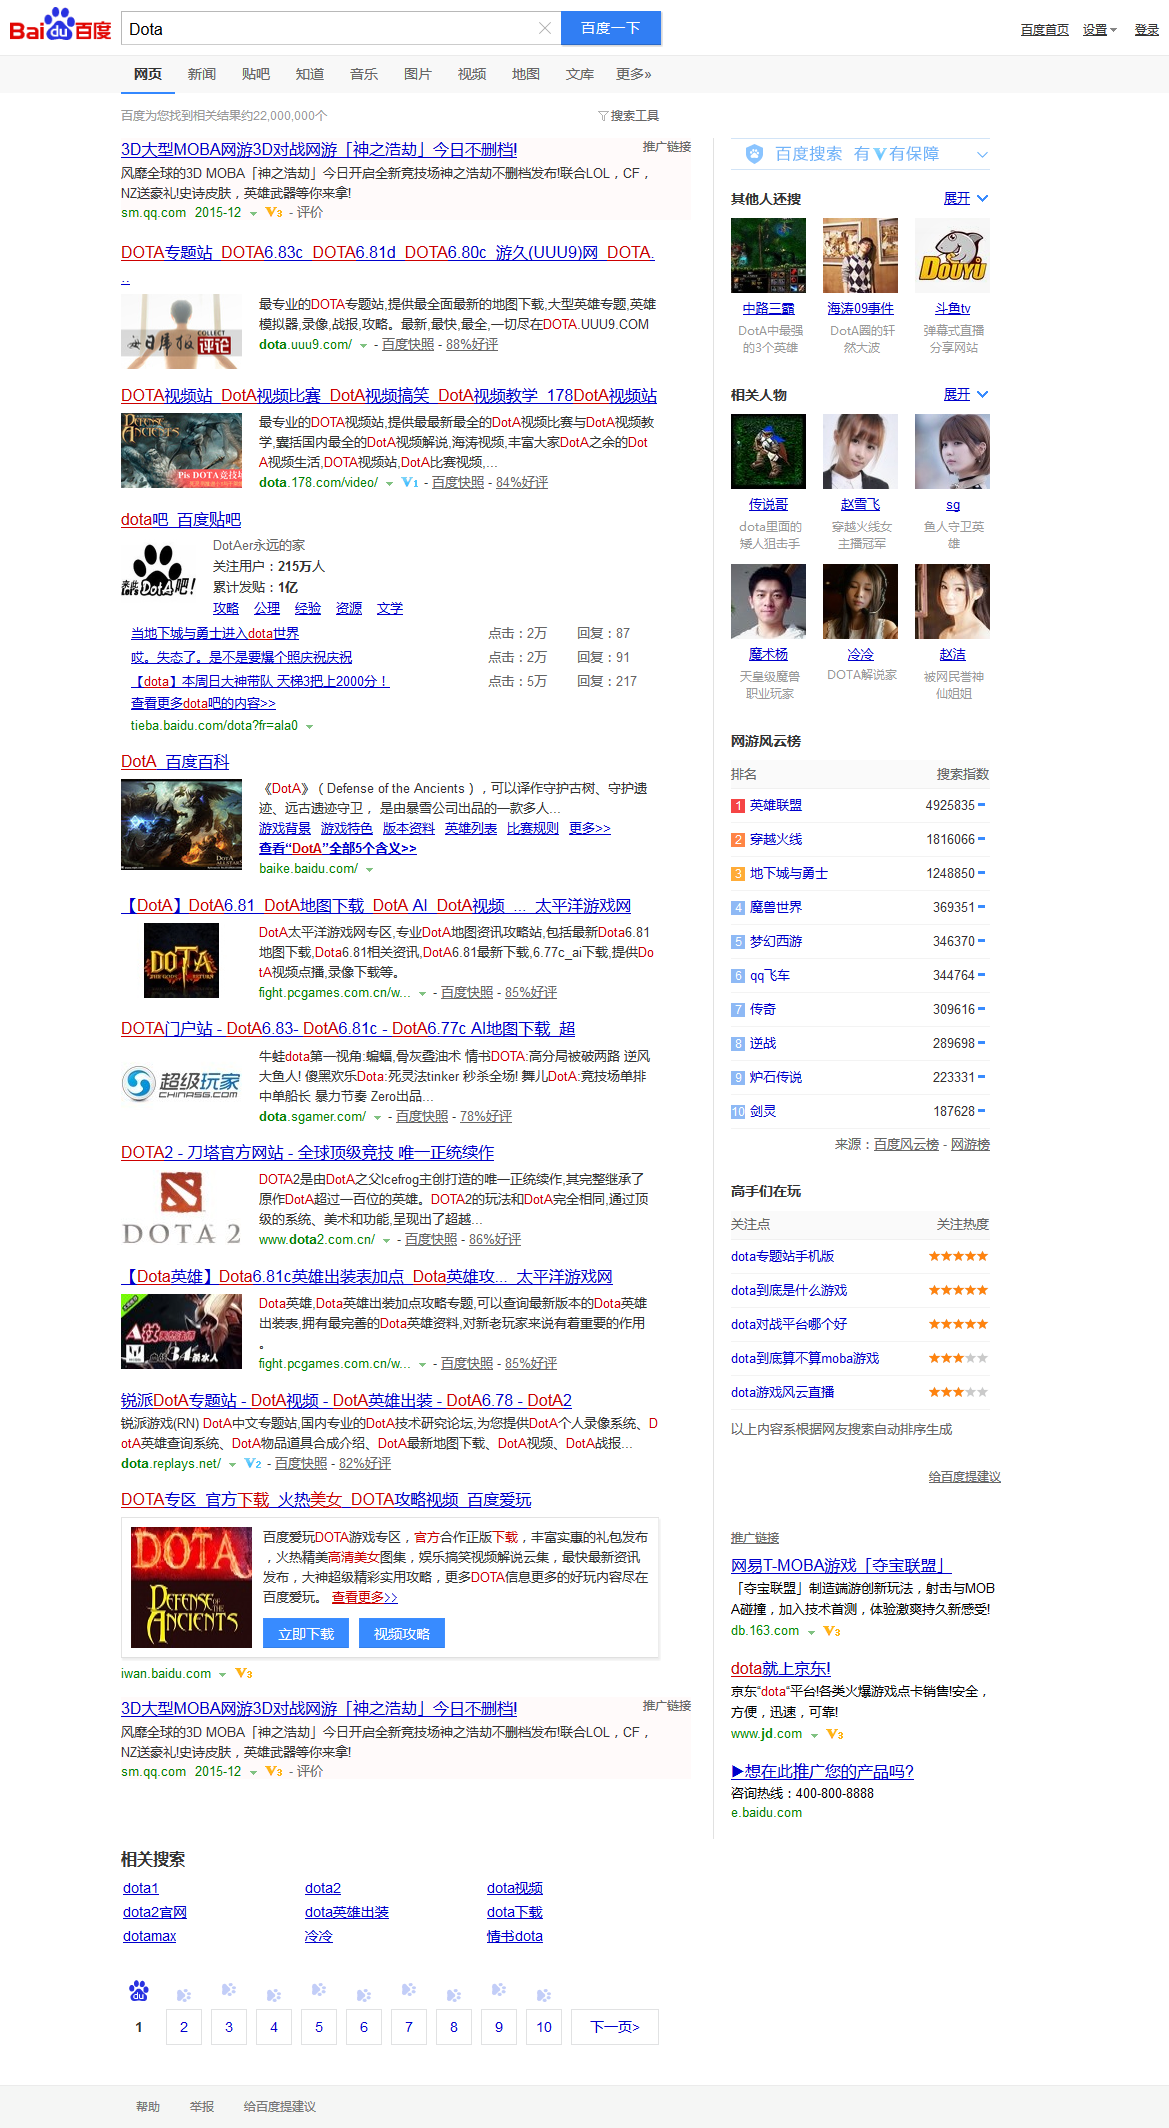 Bai du 百度
Dota
百度一下
百度首页 设置 登录
网页 新闻 贴吧 知道 音乐 图片 视频 地图 文库 更多»
百度为您找到相关结果约22,000,000个
搜索工具
3D大型MOBA网游3D对战网游「神之浩劫」今日不删档!
推广链接
风靡全球的3D MOBA「神之浩劫」今日开启全新竞技场神之浩劫不删档发布!联合LOL，CF，
NZ送豪礼!史诗皮肤，英雄武器等你来拿!
sm.qq.com 2015-12 V3 - 评价
DOTA专题站_DOTA6.83c_DOTA6.81d_DOTA6.80c_游久(UUU9)网_DOTA.
..
每日库报 COLLECT 评论
最专业的DOTA专题站,提供最全面最新的地图下载,大型英雄专题,英雄
模拟器,录像,战报,攻略。最新,最快,最全,一切尽在DOTA.UUU9.COM
dota.uuu9.com/ - 百度快照 - 88%好评
DOTA视频站_DotA视频比赛_DotA视频搞笑_DotA视频教学_178DotA视频站
DEFENSE OF THE ANCIENTS
Pis DOTA竞技场
最专业的DOTA视频站,提供最最新最全的DotA视频比赛与DotA视频教
学,囊括国内最全的DotA视频解说,海涛视频,丰富大家DotA之余的Dot
A视频生活,DOTA视频站,DotA比赛视频,...
dota.178.com/video/ V1 - 百度快照 - 84%好评
dota吧_百度贴吧
DotA吧!
DotAer永远的家
关注用户：215万人
累计发贴：1亿
攻略 公理 经验 资源 文学
当地下城与勇士进入dota世界 点击：2万 回复：87
哎。失态了。是不是要爆个照庆祝庆祝 点击：2万 回复：91
【dota】本周日大神带队 天梯3把上2000分！ 点击：5万 回复：217
查看更多dota吧的内容>>
tieba.baidu.com/dota?fr=ala0
DotA_百度百科
DOTA ALLSTARS
《DotA》（Defense of the Ancients），可以译作守护古树、守护遗
迹、远古遗迹守卫， 是由暴雪公司出品的一款多人...
游戏背景 游戏特色 版本资料 英雄列表 比赛规则 更多>>
查看“DotA”全部5个含义>>
baike.baidu.com/
【DotA】DotA6.81_DotA地图下载_DotA AI_DotA视频_..._太平洋游戏网
DOTA
DotA太平洋游戏网专区,专业DotA地图资讯攻略站,包括最新Dota6.81
地图下载,Dota6.81相关资讯,DotA6.81最新下载,6.77c_ai下载,提供Do
tA视频点播,录像下载等。
fight.pcgames.com.cn/w... - 百度快照 - 85%好评
DOTA门户站 - DotA6.83- DotA6.81c - DotA6.77c AI地图下载_超
超级玩家
CHINASG.COM
牛蛙dota第一视角:蝙蝠,骨灰蠱油术 情书DOTA:高分局被破两路 逆风
大鱼人! 傻黑欢乐Dota:死灵法tinker 秒杀全场! 舞儿DotA:竞技场单排
中单船长 暴力节奏 Zero出品...
dota.sgamer.com/ - 百度快照 - 78%好评
DOTA2 - 刀塔官方网站 - 全球顶级竞技 唯一正统续作
DOTA 2
DOTA2是由DotA之父Icefrog主创打造的唯一正统续作,其完整继承了
原作DotA超过一百位的英雄。DOTA2的玩法和DotA完全相同,通过顶
级的系统、美术和功能,呈现出了超越...
www.dota2.com.cn/ - 百度快照 - 86%好评
【Dota英雄】Dota6.81c英雄出装表加点_Dota英雄攻..._太平洋游戏网
34杀水人
Dota英雄,Dota英雄出装加点攻略专题,可以查询最新版本的Dota英雄
出装表,拥有最完善的Dota英雄资料,对新老玩家来说有着重要的作用
。
fight.pcgames.com.cn/w... - 百度快照 - 85%好评
锐派DotA专题站 - DotA视频 - DotA英雄出装 - DotA6.78 - DotA2
锐派游戏(RN) DotA中文专题站,国内专业的DotA技术研究论坛,为您提供DotA个人录像系统、D
otA英雄查询系统、DotA物品道具合成介绍、DotA最新地图下载、DotA视频、DotA战报...
dota.replays.net/ V2 - 百度快照 - 82%好评
DOTA专区_官方下载_火热美女_DOTA攻略视频_百度爱玩
DOTA
DEFENSE OF THE ANCIENTS
百度爱玩DOTA游戏专区，官方合作正版下载，丰富实惠的礼包发布
，火热精美高清美女图集，娱乐搞笑视频解说云集，最快最新资讯
发布，大神超级精彩实用攻略，更多DOTA信息更多的好玩内容尽在
百度爱玩。 查看更多>>
立即下载 视频攻略
iwan.baidu.com V3
3D大型MOBA网游3D对战网游「神之浩劫」今日不删档!
推广链接
风靡全球的3D MOBA「神之浩劫」今日开启全新竞技场神之浩劫不删档发布!联合LOL，CF，
NZ送豪礼!史诗皮肤，英雄武器等你来拿!
sm.qq.com 2015-12 V3 - 评价
百度搜索 有V有保障
其他人还搜 展开
DOUYU
中路三霸 海涛09事件 斗鱼tv
DotA中最强 DotA圈的轩 弹幕式直播
的3个英雄 然大波 分享网站
相关人物 展开
传说哥 赵雪飞 sg
dota里面的 穿越火线女 鱼人守卫英
矮人狙击手 主播冠军 雄
魔术杨 冷冷 赵洁
天皇级魔兽 DOTA解说家 被网民誉神
职业玩家 仙姐姐
网游风云榜
排名 搜索指数
1 英雄联盟 4925835
2 穿越火线 1816066
3 地下城与勇士 1248850
4 魔兽世界 369351
5 梦幻西游 346370
6 qq飞车 344764
7 传奇 309616
8 逆战 289698
9 炉石传说 223331
10 剑灵 187628
来源：百度风云榜 - 网游榜
高手们在玩
关注点 关注热度
dota专题站手机版 ★★★★★
dota到底是什么游戏 ★★★★★
dota对战平台哪个好 ★★★★★
dota到底算不算moba游戏 ★★★★★
dota游戏风云直播 ★★★★★
以上内容系根据网友搜索自动排序生成
给百度提建议
推广链接
网易T-MOBA游戏「夺宝联盟」
「夺宝联盟」制造端游创新玩法，射击与MOB
A碰撞，加入技术首测，体验激爽持久新感受!
db.163.com V3
dota就上京东!
京东“dota”平台!各类火爆游戏点卡销售!安全，
方便，迅速，可靠!
www.jd.com V3
▶想在此推广您的产品吗?
咨询热线：400-800-8888
e.baidu.com
相关搜索
dota1 dota2 dota视频
dota2官网 dota英雄出装 dota下载
dotamax 冷冷 情书dota
du
1 2 3 4 5 6 7 8 9 10 下一页>
帮助 举报 给百度提建议